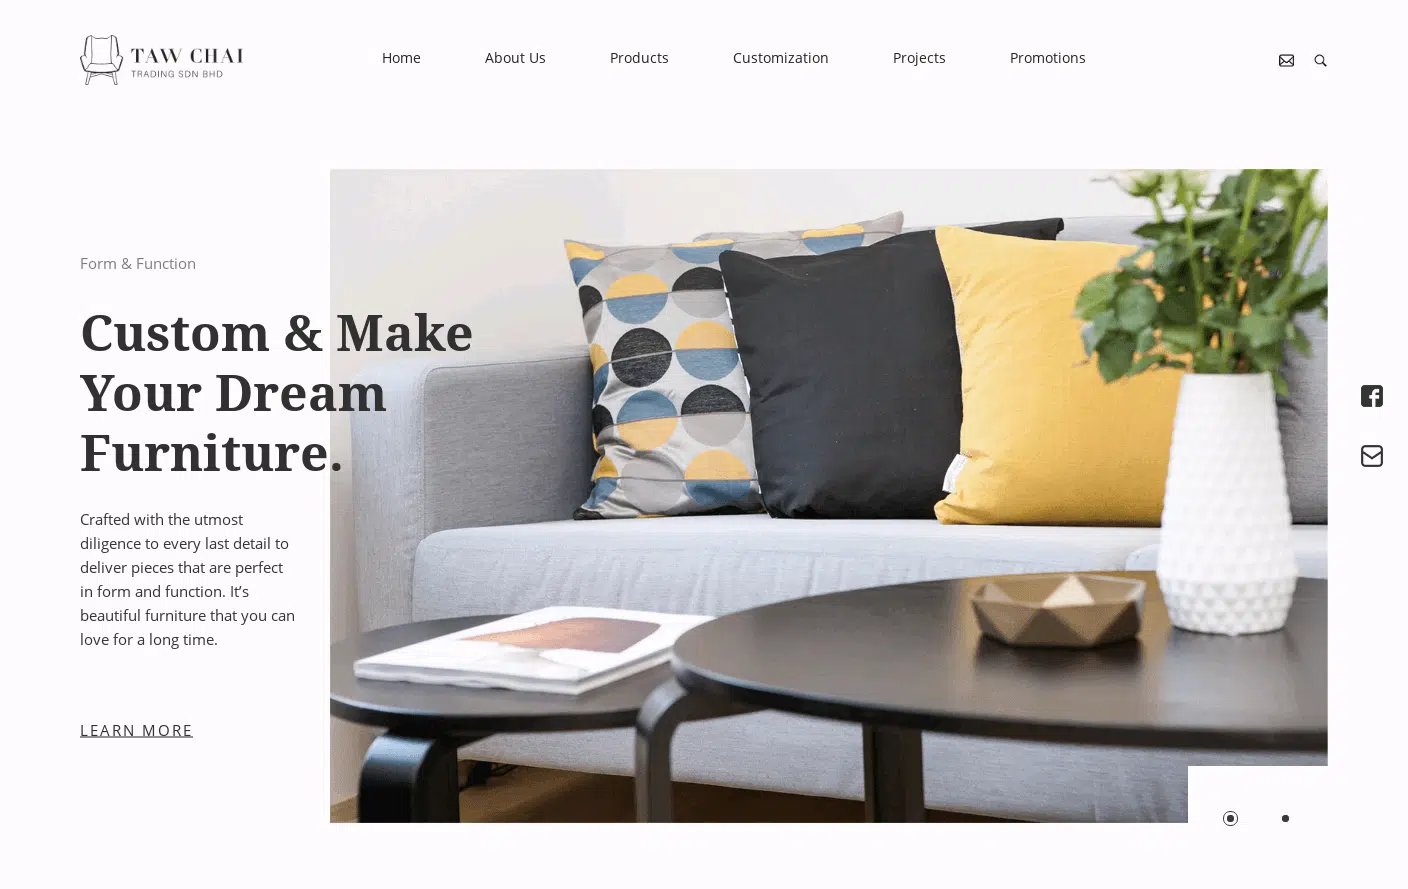 TAW CHAI
TRADING SDN BHD
Home About Us Products Customization Projects Promotions
Form & Function
Custom & Make
Your Dream
Furniture.
Crafted with the utmost
diligence to every last detail to
deliver pieces that are perfect
in form and function. It’s
beautiful furniture that you can
love for a long time.
LEARN MORE